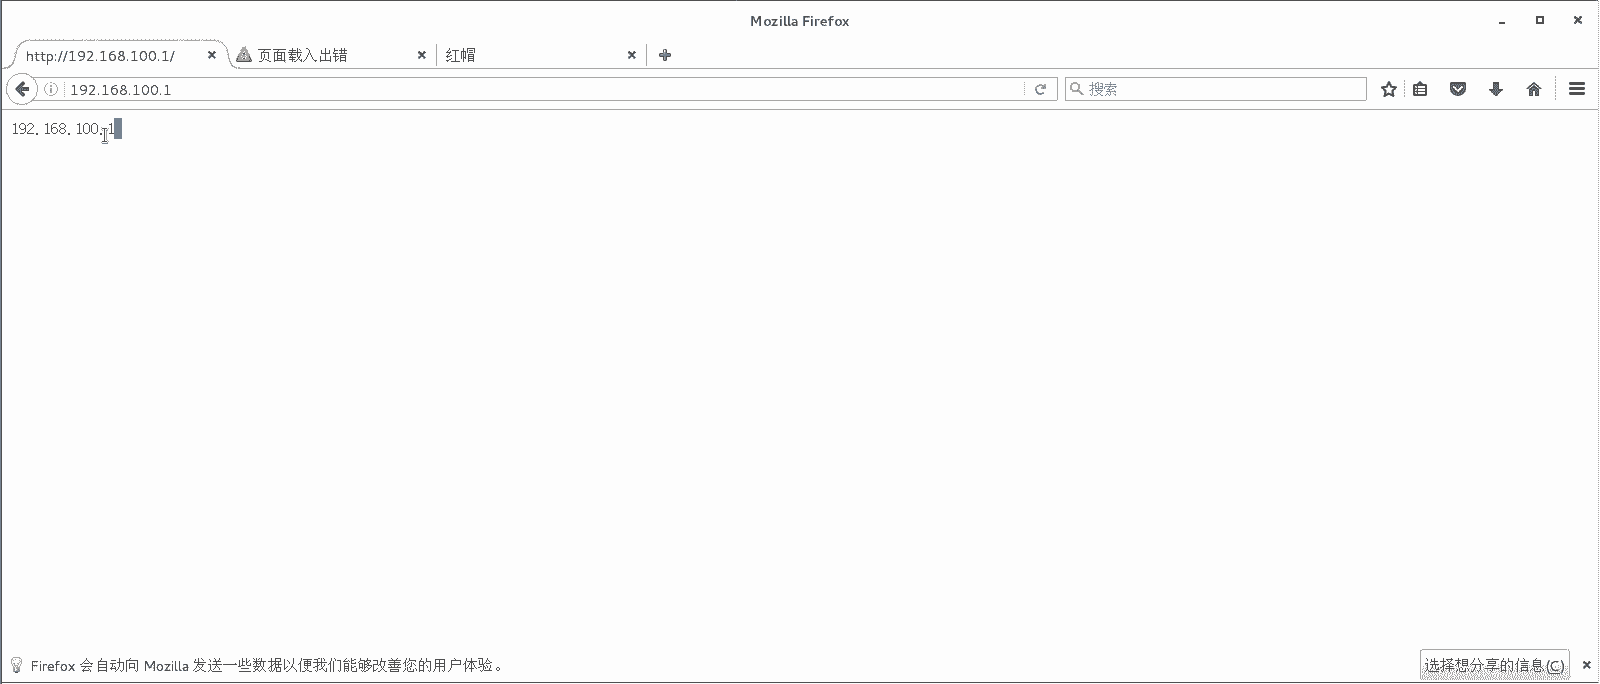 Mozilla Firefox
http://192.168.100.1/ 页面载入出错 红帽
192.168.100.1 搜索
192.168.100.1
Firefox 会自动向 Mozilla 发送一些数据以便我们能够改善您的用户体验。 选择想分享的信息(C)